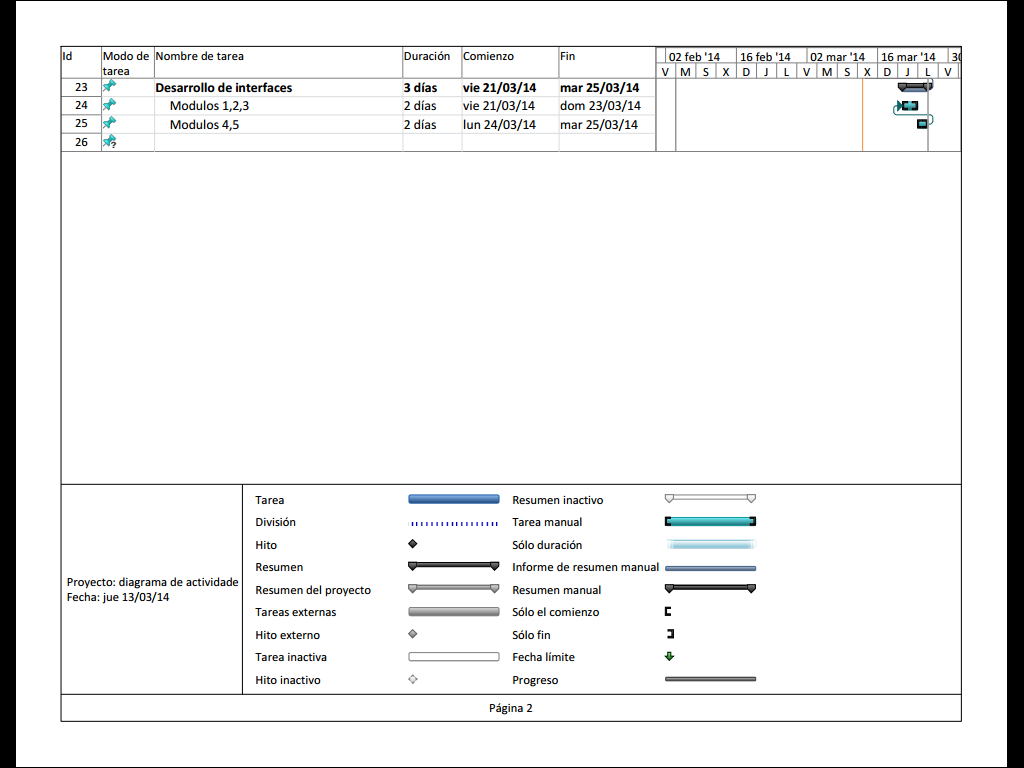 Id Modo de tarea Nombre de tarea Duración Comienzo Fin 02 feb '14 16 feb '14 02 mar '14 16 mar '14 30
V M S X D J L V M S X D J L V
23 Desarrollo de interfaces 3 días vie 21/03/14 mar 25/03/14
24 Modulos 1,2,3 2 días vie 21/03/14 dom 23/03/14
25 Modulos 4,5 2 días lun 24/03/14 mar 25/03/14
26 ?
Proyecto: diagrama de actividade
Fecha: jue 13/03/14
Tarea
División
Hito
Resumen
Resumen del proyecto
Tareas externas
Hito externo
Tarea inactiva
Hito inactivo
Resumen inactivo
Tarea manual
Sólo duración
Informe de resumen manual
Resumen manual
Sólo el comienzo
Sólo fin
Fecha límite
Progreso
Página 2